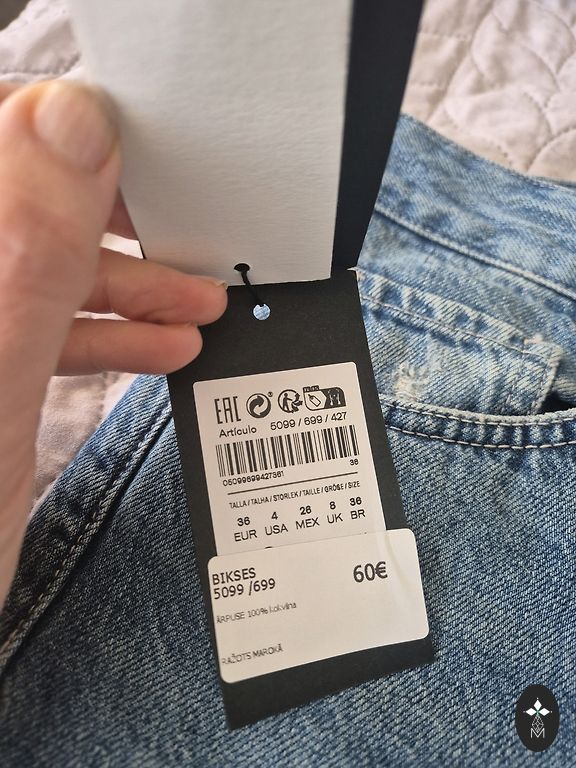 EAC
Artículo 5099 / 699 / 427
05099699427361 36
TALLA / TALHA / STORLEK / TAILLE / GRÖßE / SIZE
36 4 26 8 36
EUR USA MEX UK BR
BIKSES
5099 /699 60€
ĀRPUSE 100% kokvilna
RAŽOTS MAROKĀ
M